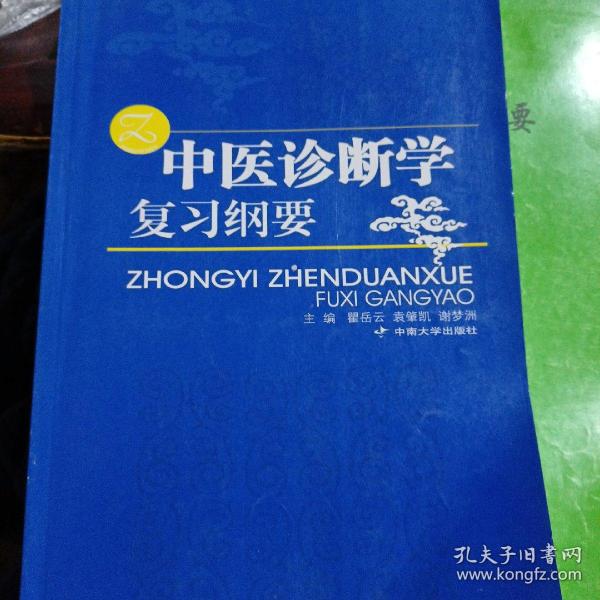 Z
要
中医诊断学
复习纲要
ZHONGYI ZHENDUANXUE
FUXI GANGYAO
主编 瞿岳云 袁肇凯 谢梦洲
中南大学出版社
孔夫子旧书网
www.kongfz.com